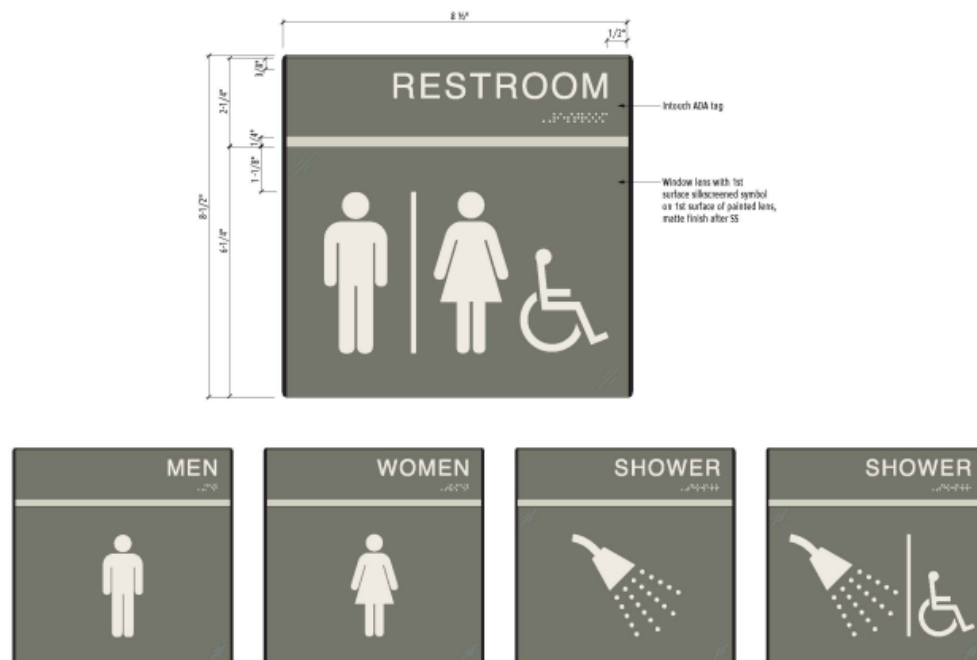 8 ½"
1/2"
3/8"
2-1/4"
RESTROOM
Intouch ADA tag
1/4"
1-1/8"
Window lens with 1st
surface silkscreened symbol
on 1st surface of painted lens,
matte finish after SS
8-1/2"
6-1/4"
MEN
WOMEN
SHOWER
SHOWER